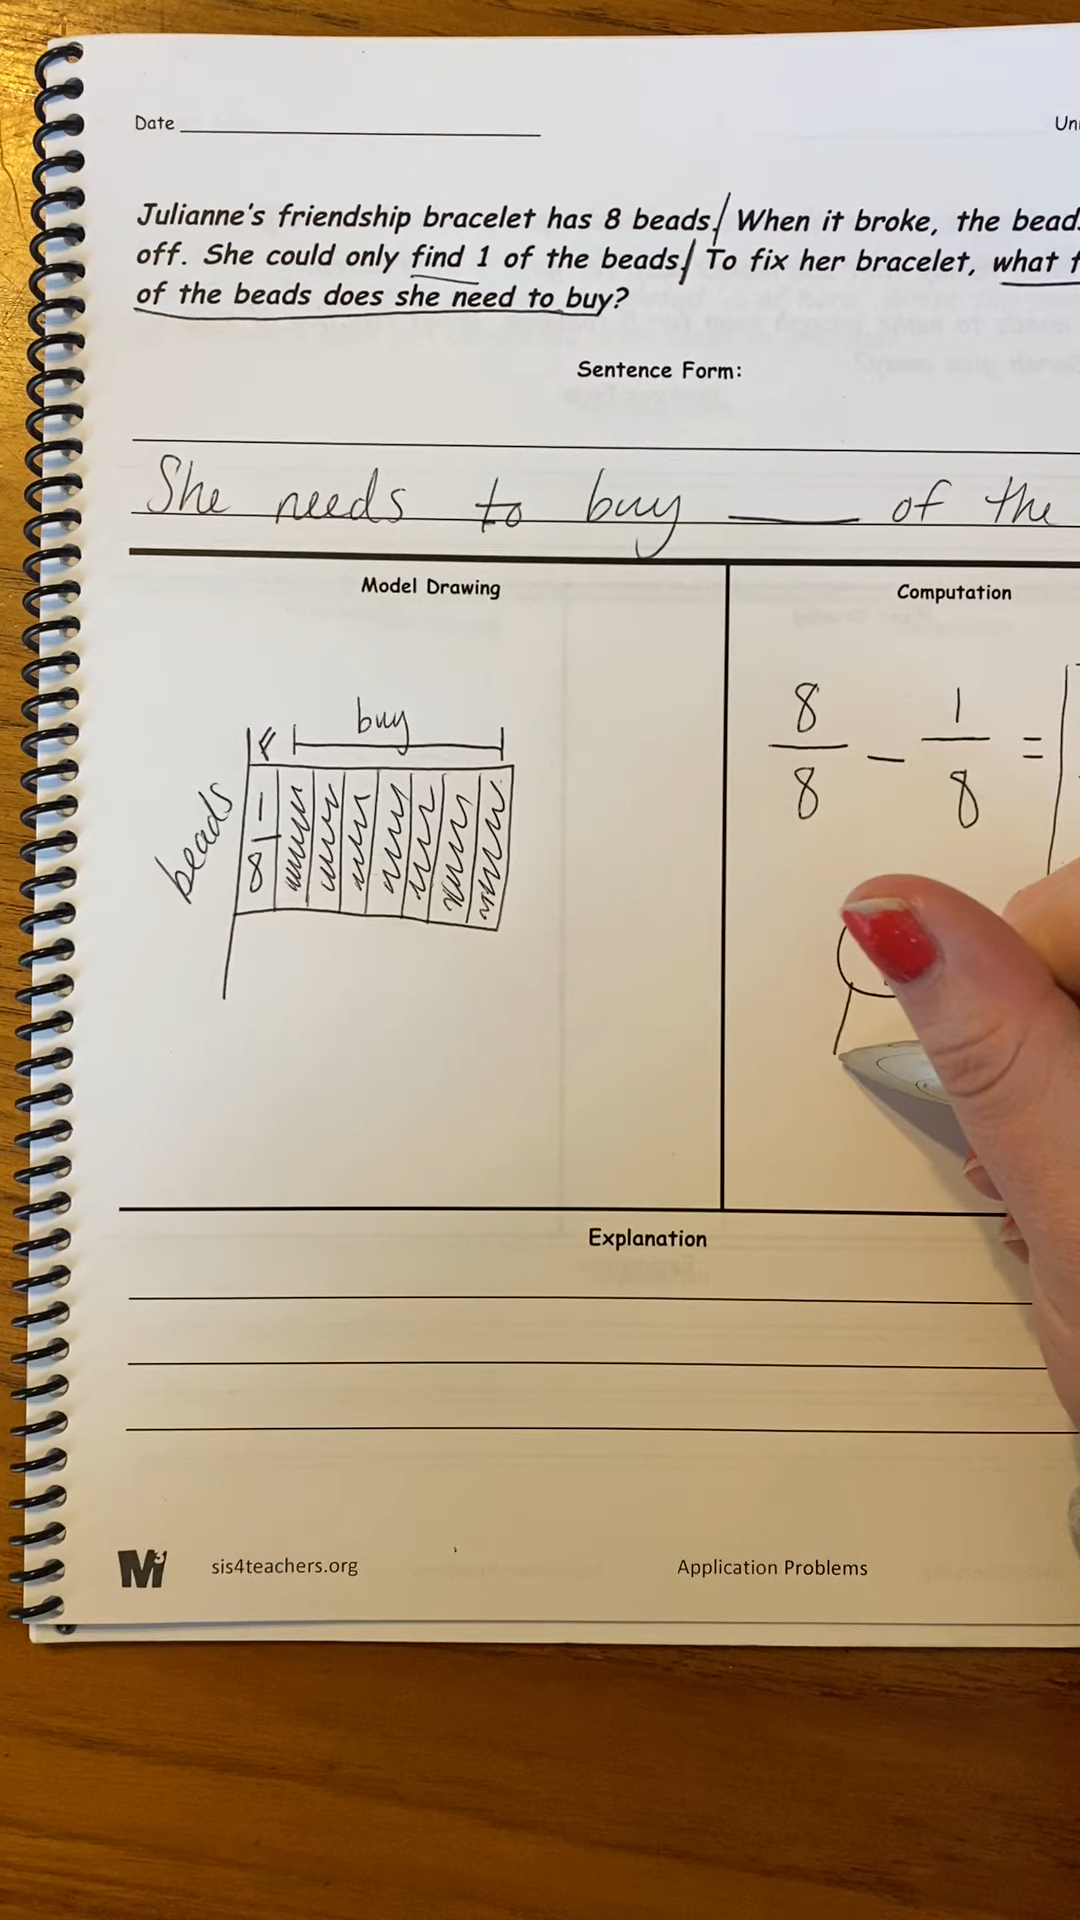 Date
Julianne's friendship bracelet has 8 beads. When it broke, the bead
off. She could only find 1 of the beads. To fix her bracelet, what
of the beads does she need to buy?
Sentence Form:
She needs to buy ____ of the
Model Drawing
Computation
buy
F
beads
1
8
8
8
-
1
8
=
Explanation
M
sis4teachers.org
Application Problems